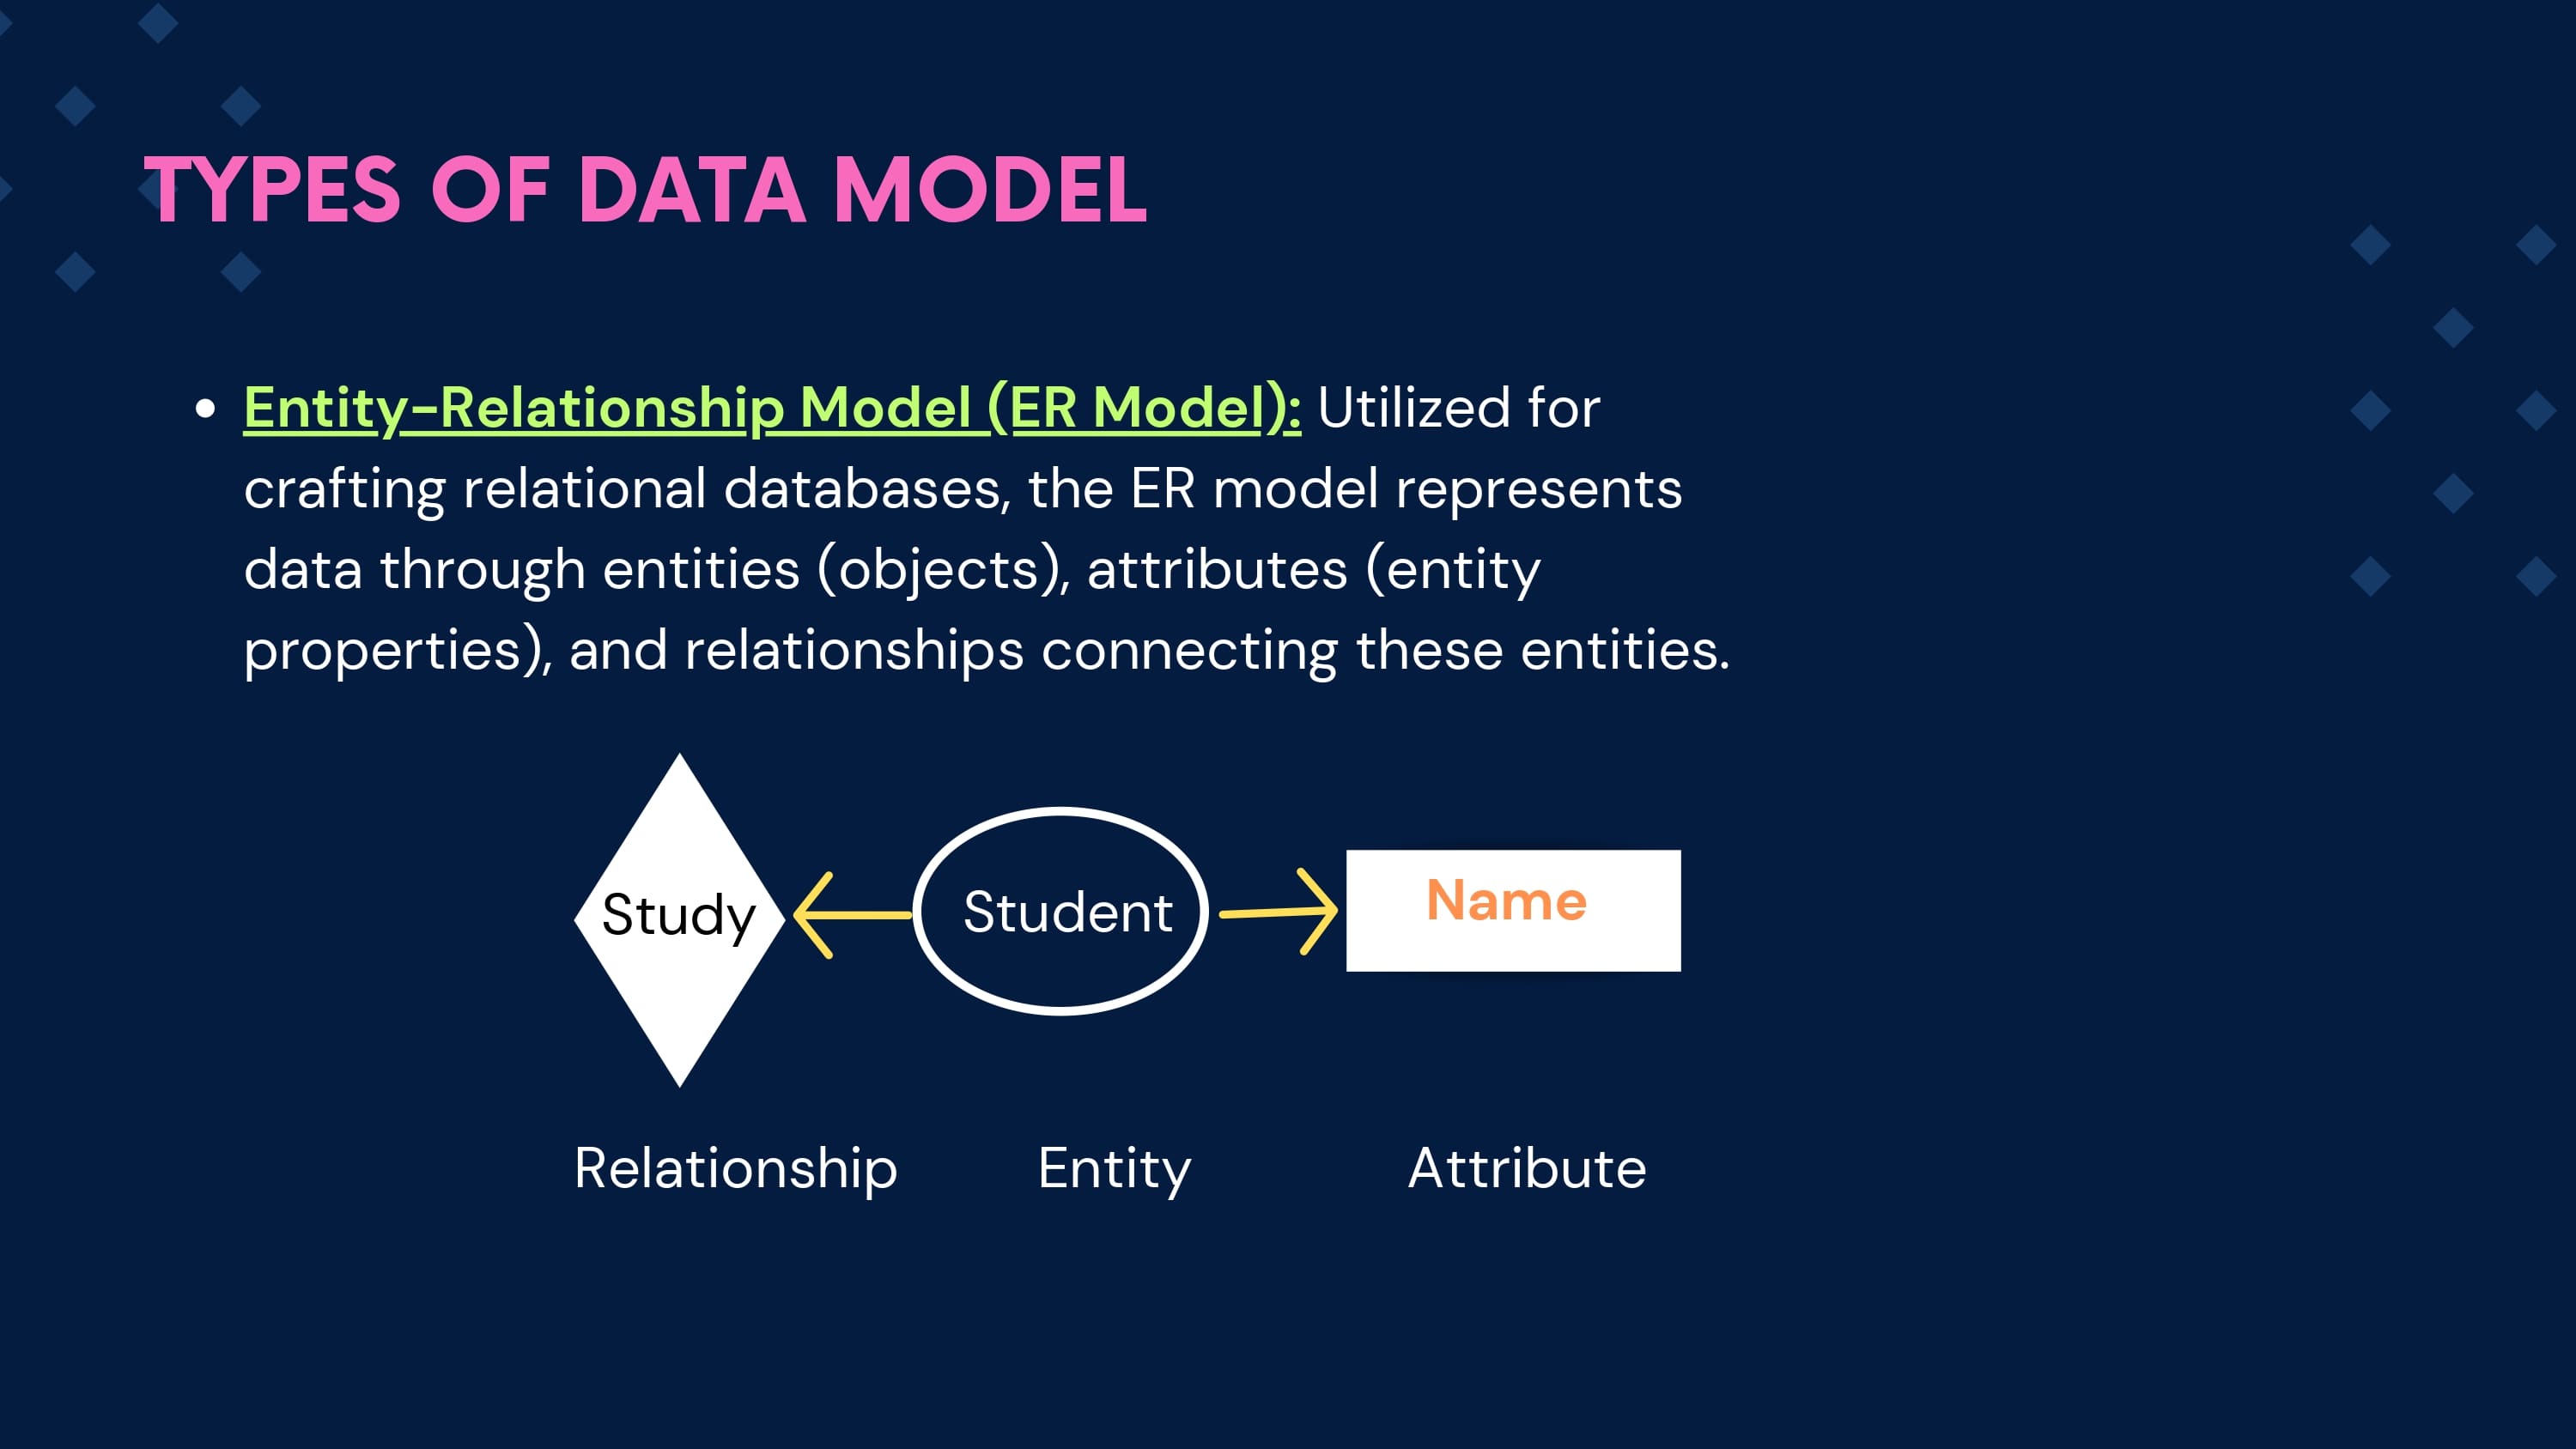 TYPES OF DATA MODEL
• Entity-Relationship Model (ER Model): Utilized for
crafting relational databases, the ER model represents
data through entities (objects), attributes (entity
properties), and relationships connecting these entities.
Study
Student
Name
Relationship
Entity
Attribute